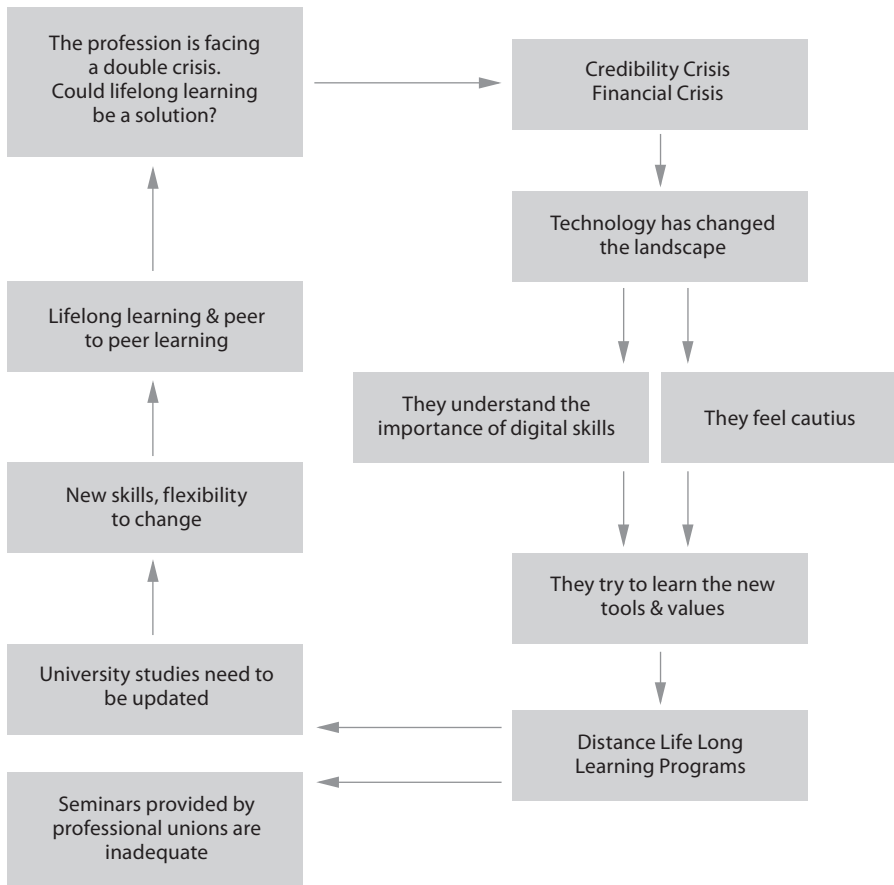 The profession is facing
a double crisis.
Could lifelong learning
be a solution?
Credibility Crisis
Financial Crisis
Technology has changed
the landscape
They understand the
importance of digital skills
They feel cautius
They try to learn the new
tools & values
Distance Life Long
Learning Programs
University studies need to
be updated
Seminars provided by
professional unions are
inadequate
New skills, flexibility
to change
Lifelong learning & peer
to peer learning